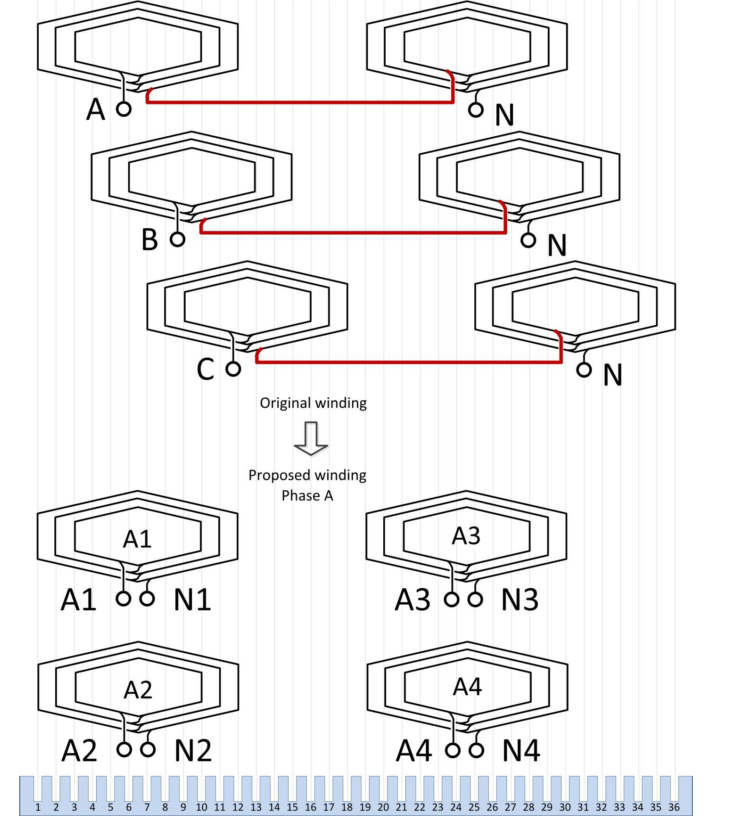 A N
B N
C N
Original winding
Proposed winding
Phase A
A1 A3
A1 N1 A3 N3
A2 A4
A2 N2 A4 N4
1 2 3 4 5 6 7 8 9 10 11 12 13 14 15 16 17 18 19 20 21 22 23 24 25 26 27 28 29 30 31 32 33 34 35 36